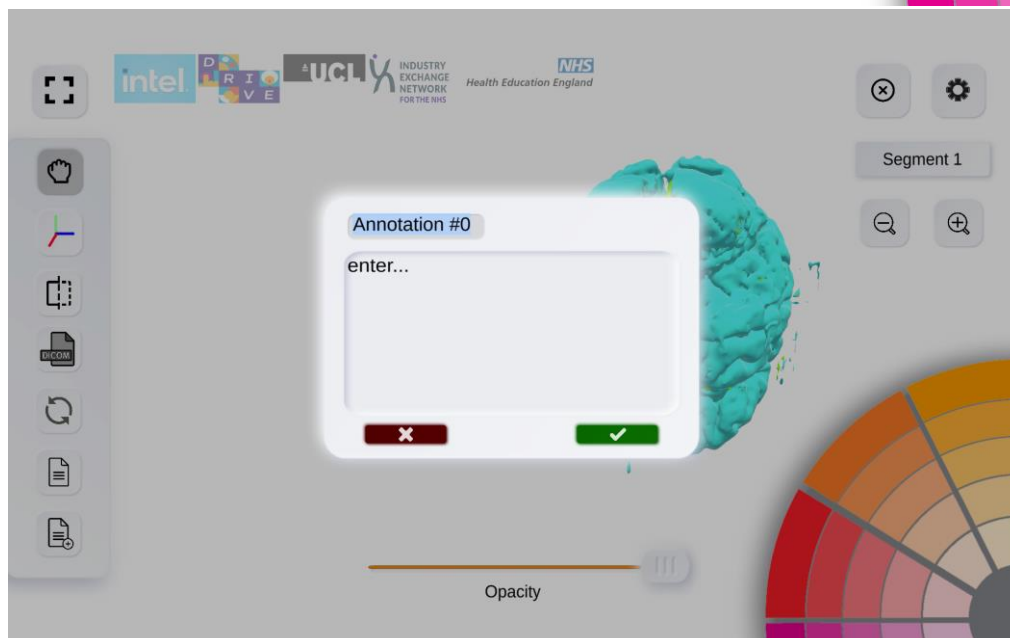 intel.
DRIVE
UCL
INDUSTRY
EXCHANGE
NETWORK
FOR THE NHS
NHS
Health Education England
Segment 1
Annotation #0
enter...
DICOM
Opacity